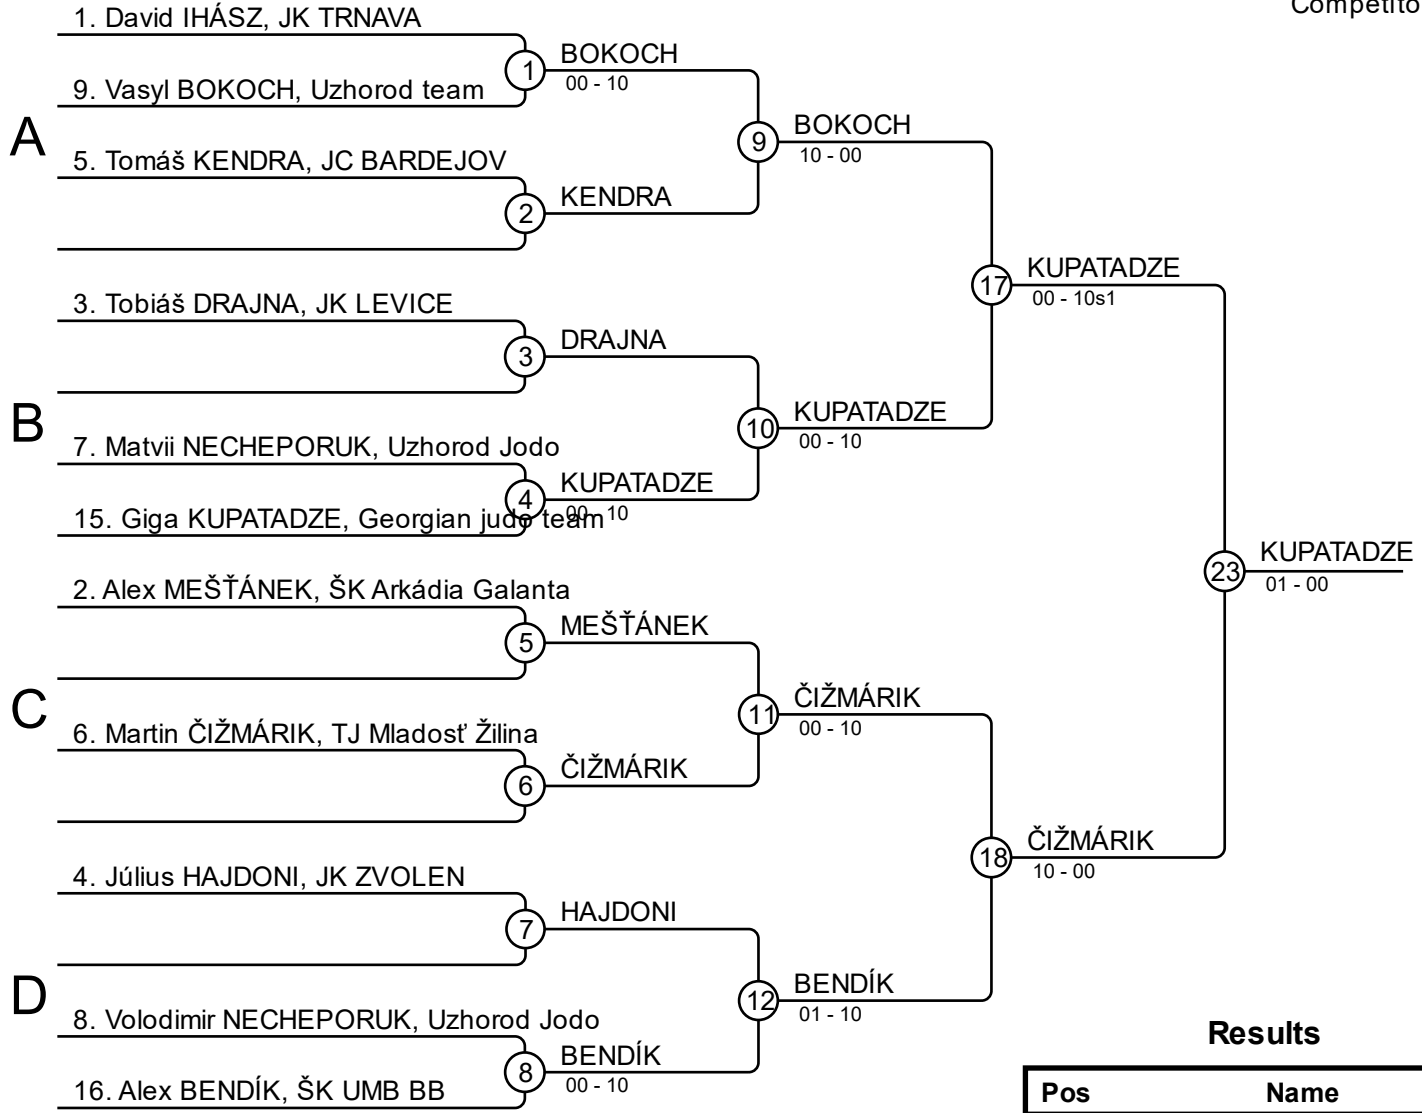 Competito
1. David IHÁSZ, JK TRNAVA
BOKOCH
1
00 - 10
9. Vasyl BOKOCH, Uzhorod team
A
BOKOCH
9
10 - 00
5. Tomáš KENDRA, JC BARDEJOV
KENDRA
2
KUPATADZE
17
00 - 10s1
3. Tobiáš DRAJNA, JK LEVICE
DRAJNA
3
B
KUPATADZE
10
00 - 10
7. Matvii NECHEPORUK, Uzhorod Jodo
KUPATADZE
4
00 - 10
15. Giga KUPATADZE, Georgian judo team
KUPATADZE
23
01 - 00
2. Alex MEŠŤÁNEK, ŠK Arkádia Galanta
MEŠŤÁNEK
5
C
ČIŽMÁRIK
11
00 - 10
6. Martin ČIŽMÁRIK, TJ Mladosť Žilina
ČIŽMÁRIK
6
ČIŽMÁRIK
18
10 - 00
4. Július HAJDONI, JK ZVOLEN
HAJDONI
7
D
BENDÍK
12
01 - 10
8. Volodimir NECHEPORUK, Uzhorod Jodo
BENDÍK
8
00 - 10
16. Alex BENDÍK, ŠK UMB BB
Results
Pos Name